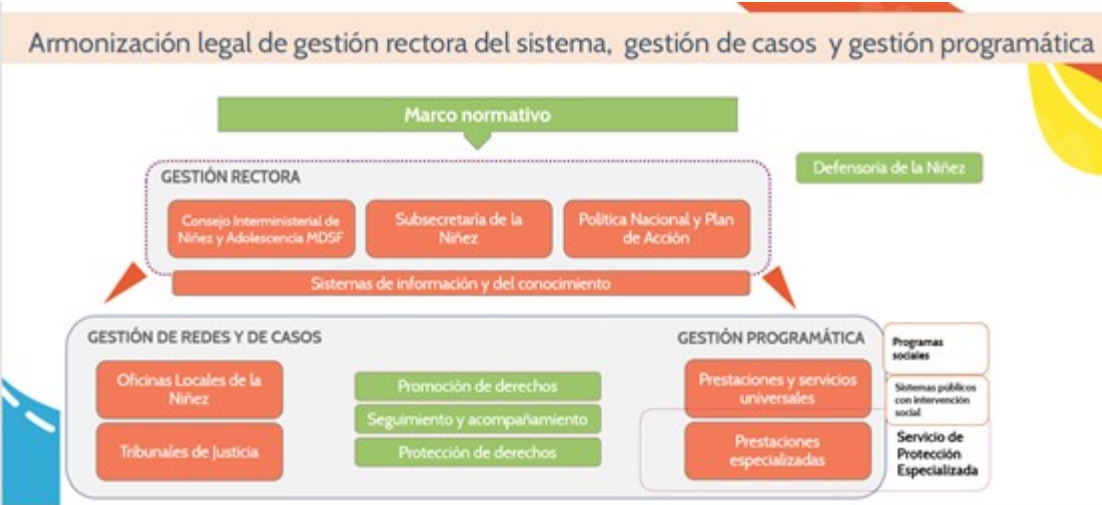 Armonización legal de gestión rectora del sistema, gestión de casos y gestión programática
Marco normativo
Defensoria de la Niñez
GESTIÓN RECTORA
Consejo Interministerial de
Niñez y Adolescencia MDSF
Subsecretaría de la
Niñez
Política Nacional y Plan
de Acción
Sistemas de información y del conocimiento
GESTIÓN DE REDES Y DE CASOS
Oficinas Locales de la
Niñez
Tribunales de Justicia
Promoción de derechos
Seguimiento y acompañamiento
Protección de derechos
GESTIÓN PROGRAMÁTICA
Prestaciones y servicios
universales
Prestaciones
especializadas
Programas
sociales
Sistemas públicos
con intervención
social
Servicio de
Protección
Especializada